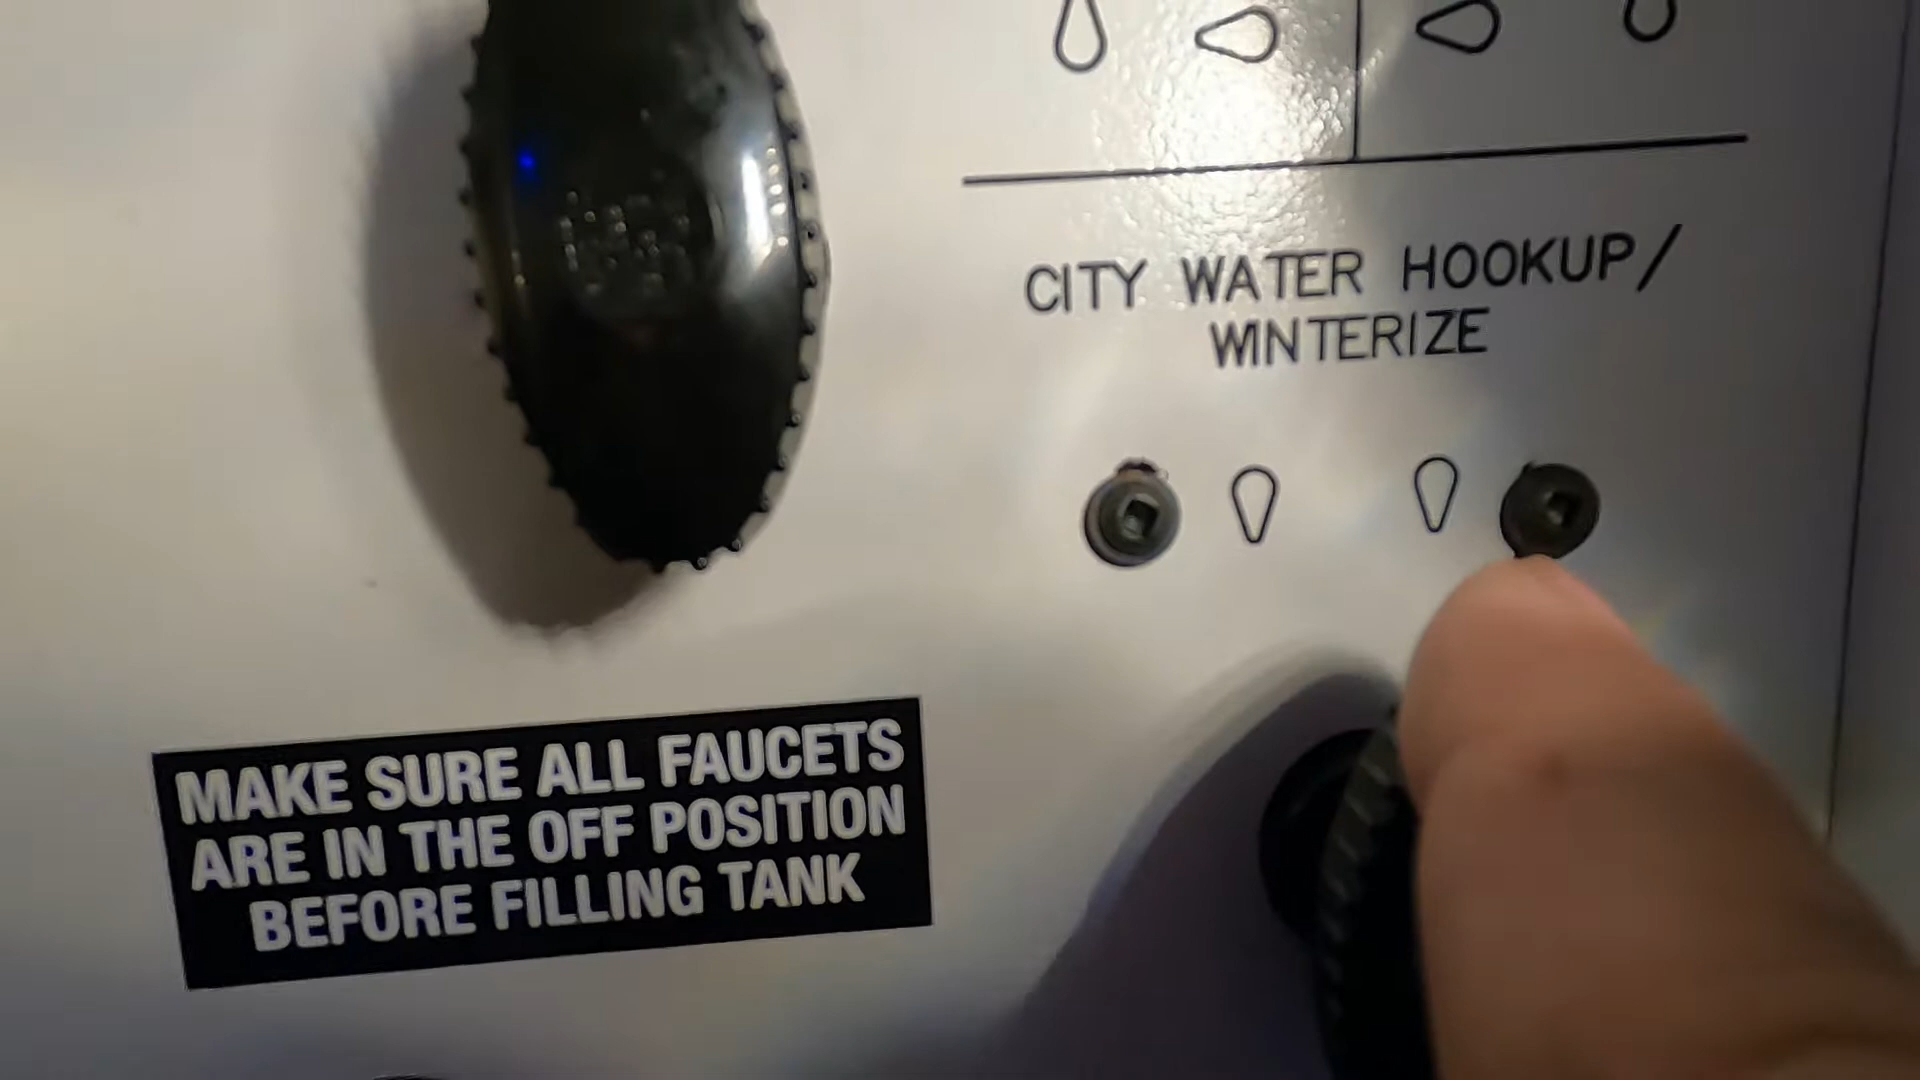 CITY WATER HOOKUP/
WINTERIZE
MAKE SURE ALL FAUCETS
ARE IN THE OFF POSITION
BEFORE FILLING TANK